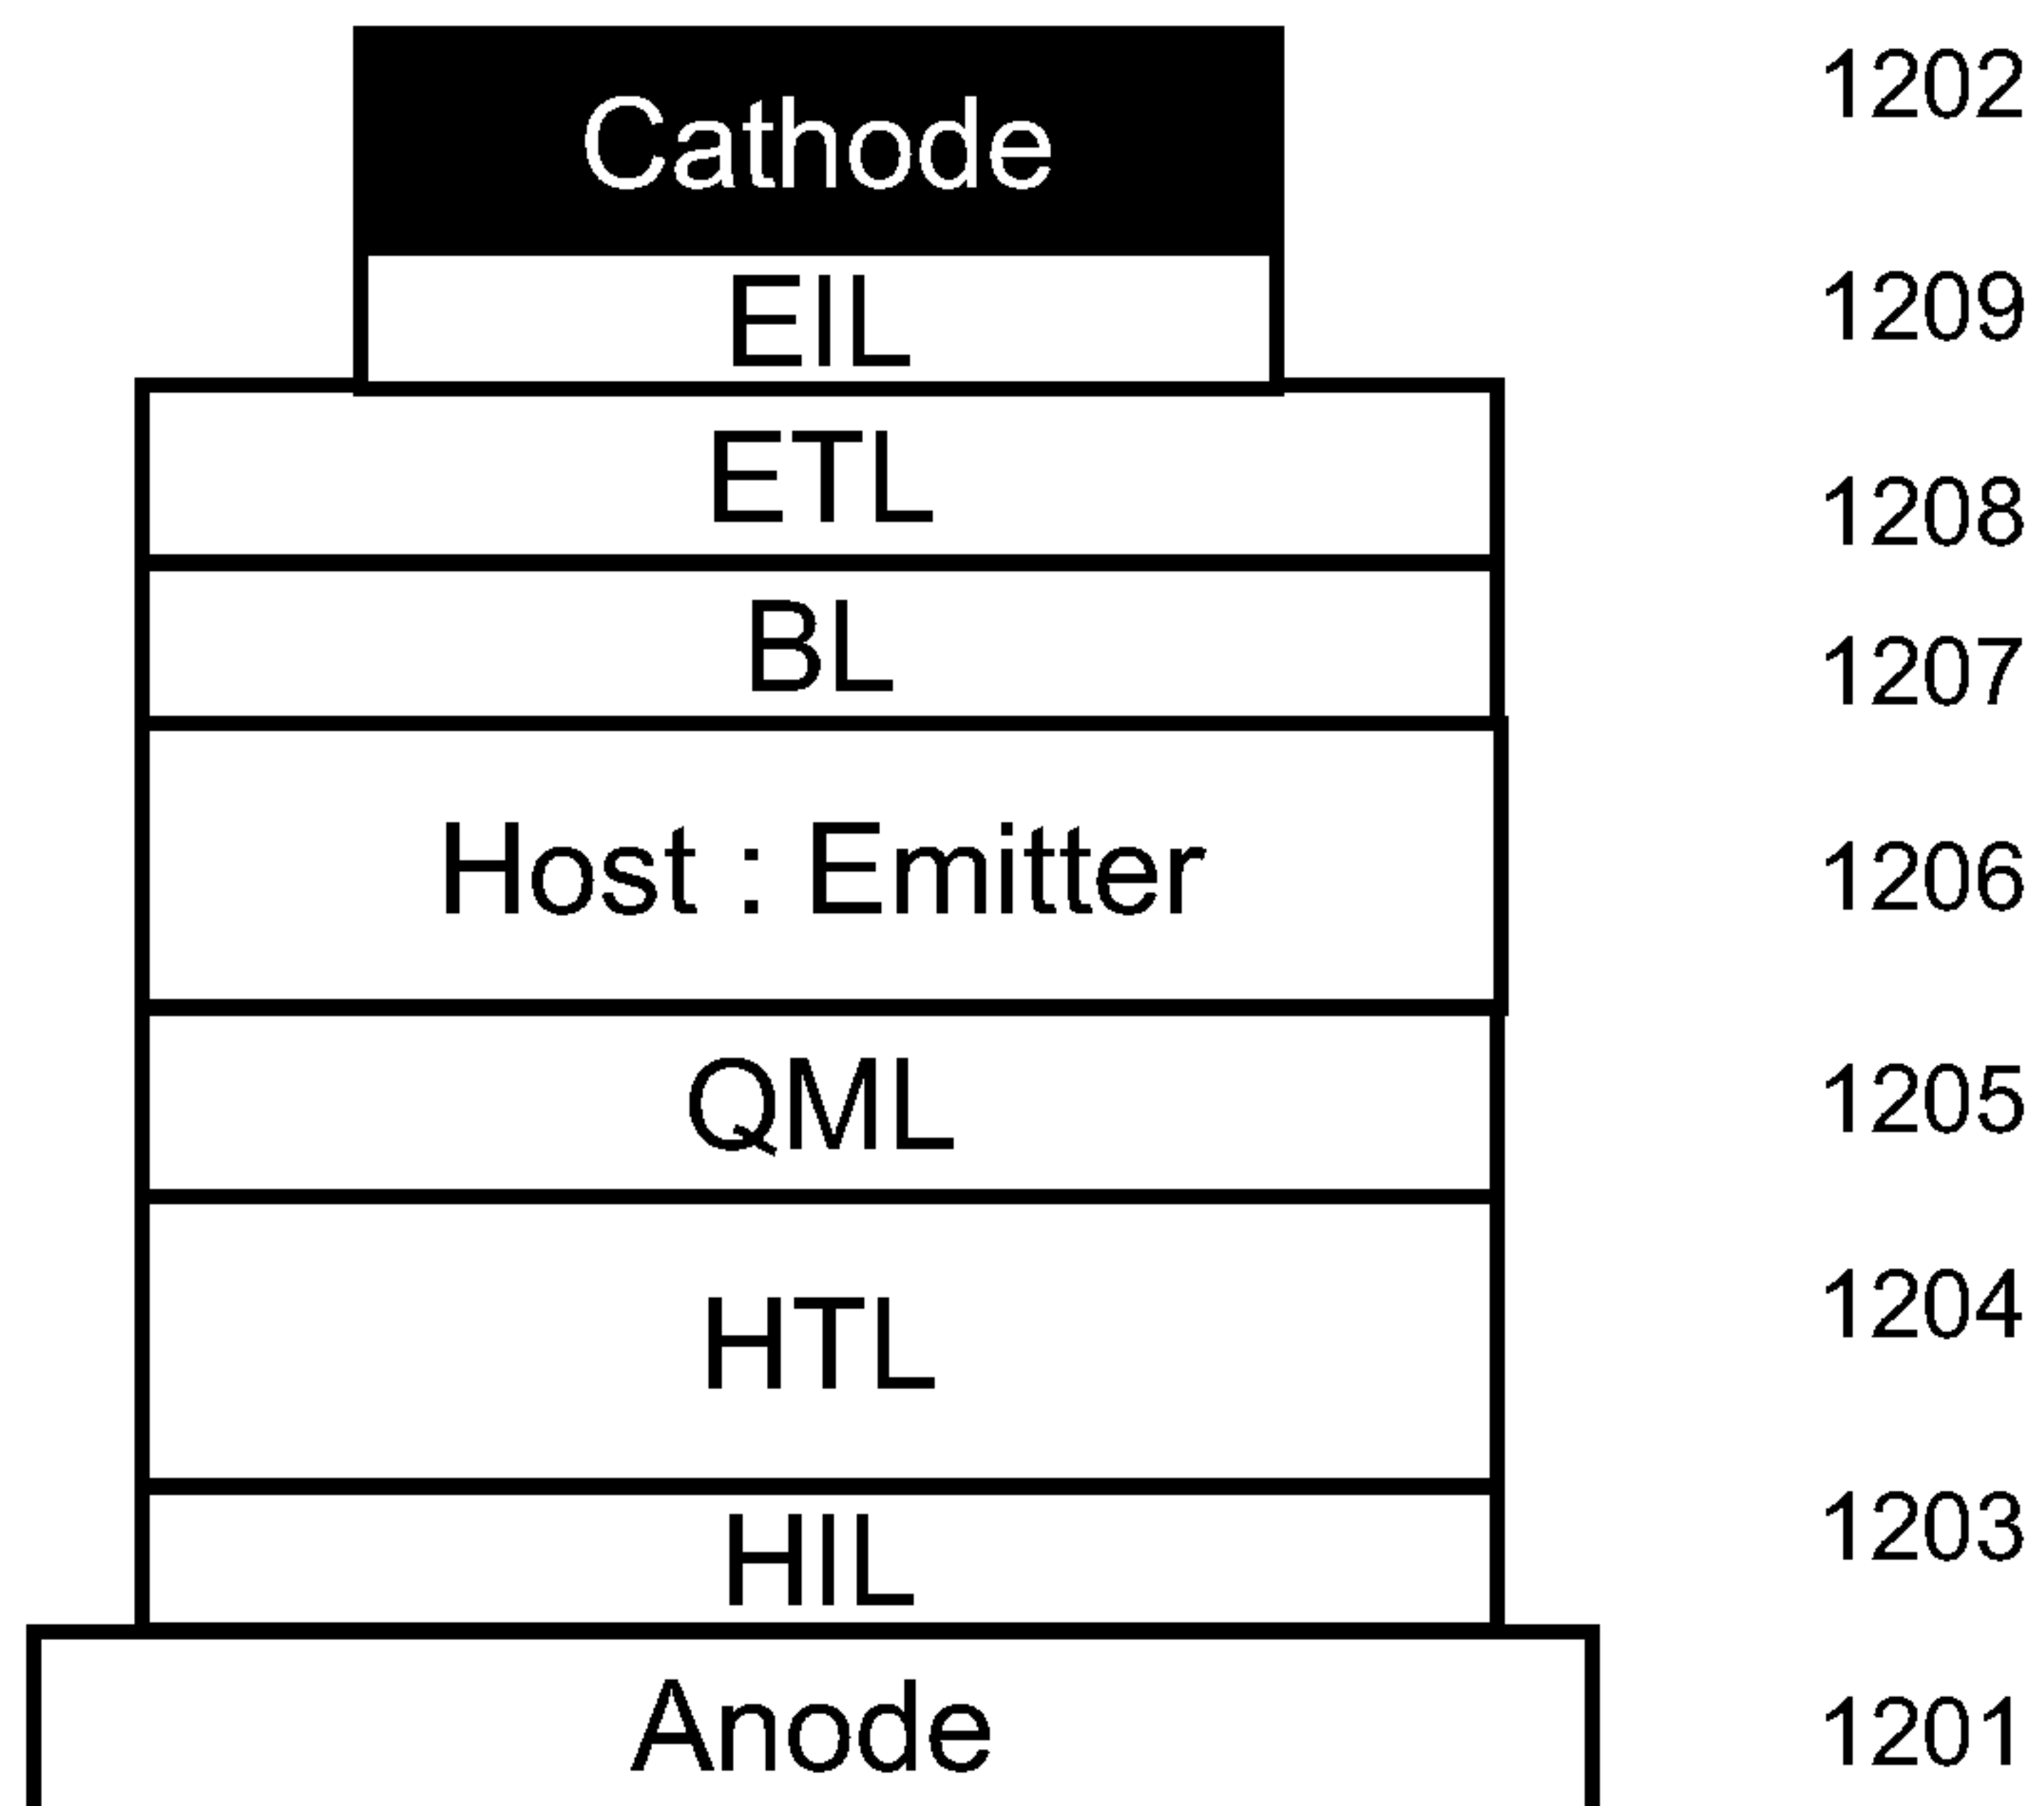 Cathode 1202
EIL 1209
ETL 1208
BL 1207
Host : Emitter 1206
QML 1205
HTL 1204
HIL 1203
Anode 1201